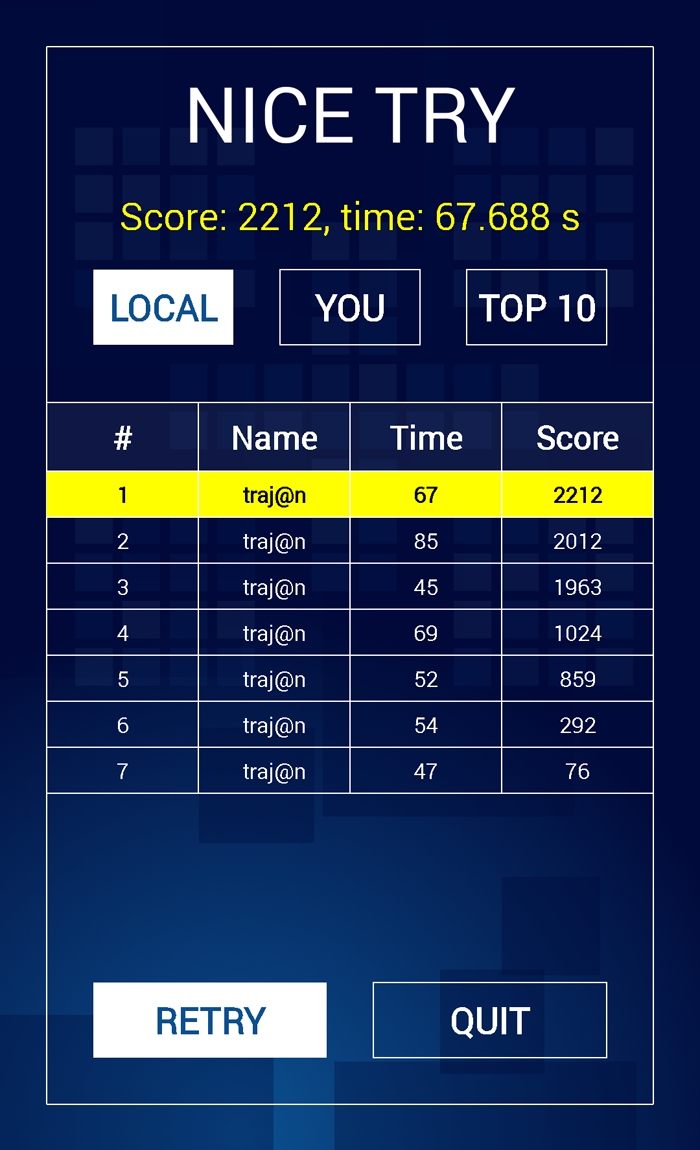 NICE TRY
Score: 2212, time: 67.688 s
LOCAL YOU TOP 10
# Name Time Score
1 traj@n 67 2212
2 traj@n 85 2012
3 traj@n 45 1963
4 traj@n 69 1024
5 traj@n 52 859
6 traj@n 54 292
7 traj@n 47 76
RETRY QUIT